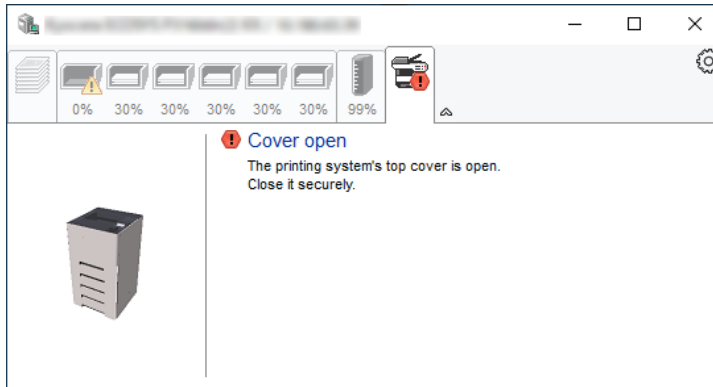 0% 30% 30% 30% 30% 30% 99%
Cover open
The printing system's top cover is open.
Close it securely.